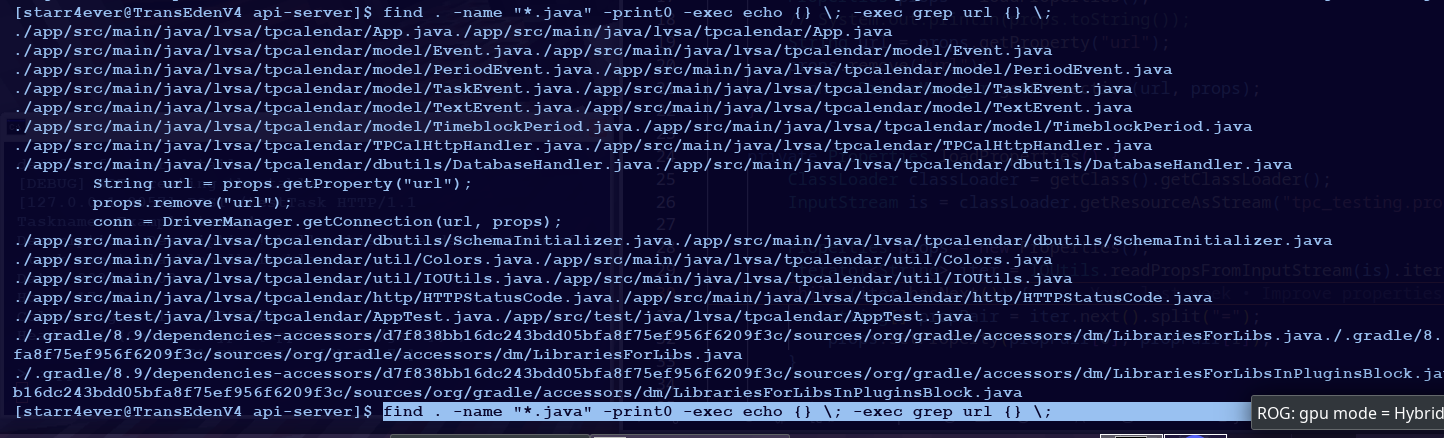 [starr4ever@TransEdenV4 api-server]$ find . -name "*.java" -print0 -exec echo {} \; -exec grep url {} \;
./app/src/main/java/lvsa/tpcalendar/App.java./app/src/main/java/lvsa/tpcalendar/App.java
./app/src/main/java/lvsa/tpcalendar/model/Event.java./app/src/main/java/lvsa/tpcalendar/model/Event.java
./app/src/main/java/lvsa/tpcalendar/model/PeriodEvent.java./app/src/main/java/lvsa/tpcalendar/model/PeriodEvent.java
./app/src/main/java/lvsa/tpcalendar/model/TaskEvent.java./app/src/main/java/lvsa/tpcalendar/model/TaskEvent.java
./app/src/main/java/lvsa/tpcalendar/model/TextEvent.java./app/src/main/java/lvsa/tpcalendar/model/TextEvent.java
./app/src/main/java/lvsa/tpcalendar/model/TimeblockPeriod.java./app/src/main/java/lvsa/tpcalendar/model/TimeblockPeriod.java
./app/src/main/java/lvsa/tpcalendar/TPCalHttpHandler.java./app/src/main/java/lvsa/tpcalendar/TPCalHttpHandler.java
./app/src/main/java/lvsa/tpcalendar/dbutils/DatabaseHandler.java./app/src/main/java/lvsa/tpcalendar/dbutils/DatabaseHandler.java
String url = props.getProperty("url");
props.remove("url");
conn = DriverManager.getConnection(url, props);
./app/src/main/java/lvsa/tpcalendar/dbutils/SchemaInitializer.java./app/src/main/java/lvsa/tpcalendar/dbutils/SchemaInitializer.java
./app/src/main/java/lvsa/tpcalendar/util/Colors.java./app/src/main/java/lvsa/tpcalendar/util/Colors.java
./app/src/main/java/lvsa/tpcalendar/util/IOUtils.java./app/src/main/java/lvsa/tpcalendar/util/IOUtils.java
./app/src/main/java/lvsa/tpcalendar/http/HTTPStatusCode.java./app/src/main/java/lvsa/tpcalendar/http/HTTPStatusCode.java
./app/src/test/java/lvsa/tpcalendar/AppTest.java./app/src/test/java/lvsa/tpcalendar/AppTest.java
./.gradle/8.9/dependencies-accessors/d7f838bb16dc243bdd05bfa8f75ef956f6209f3c/sources/org/gradle/accessors/dm/LibrariesForLibs.java./.gradle/8.
fa8f75ef956f6209f3c/sources/org/gradle/accessors/dm/LibrariesForLibs.java
./.gradle/8.9/dependencies-accessors/d7f838bb16dc243bdd05bfa8f75ef956f6209f3c/sources/org/gradle/accessors/dm/LibrariesForLibsInPluginsBlock.jav
b16dc243bdd05bfa8f75ef956f6209f3c/sources/org/gradle/accessors/dm/LibrariesForLibsInPluginsBlock.java
[starr4ever@TransEdenV4 api-server]$ find . -name "*.java" -print0 -exec echo {} \; -exec grep url {} \;
ROG: gpu mode = Hybrid